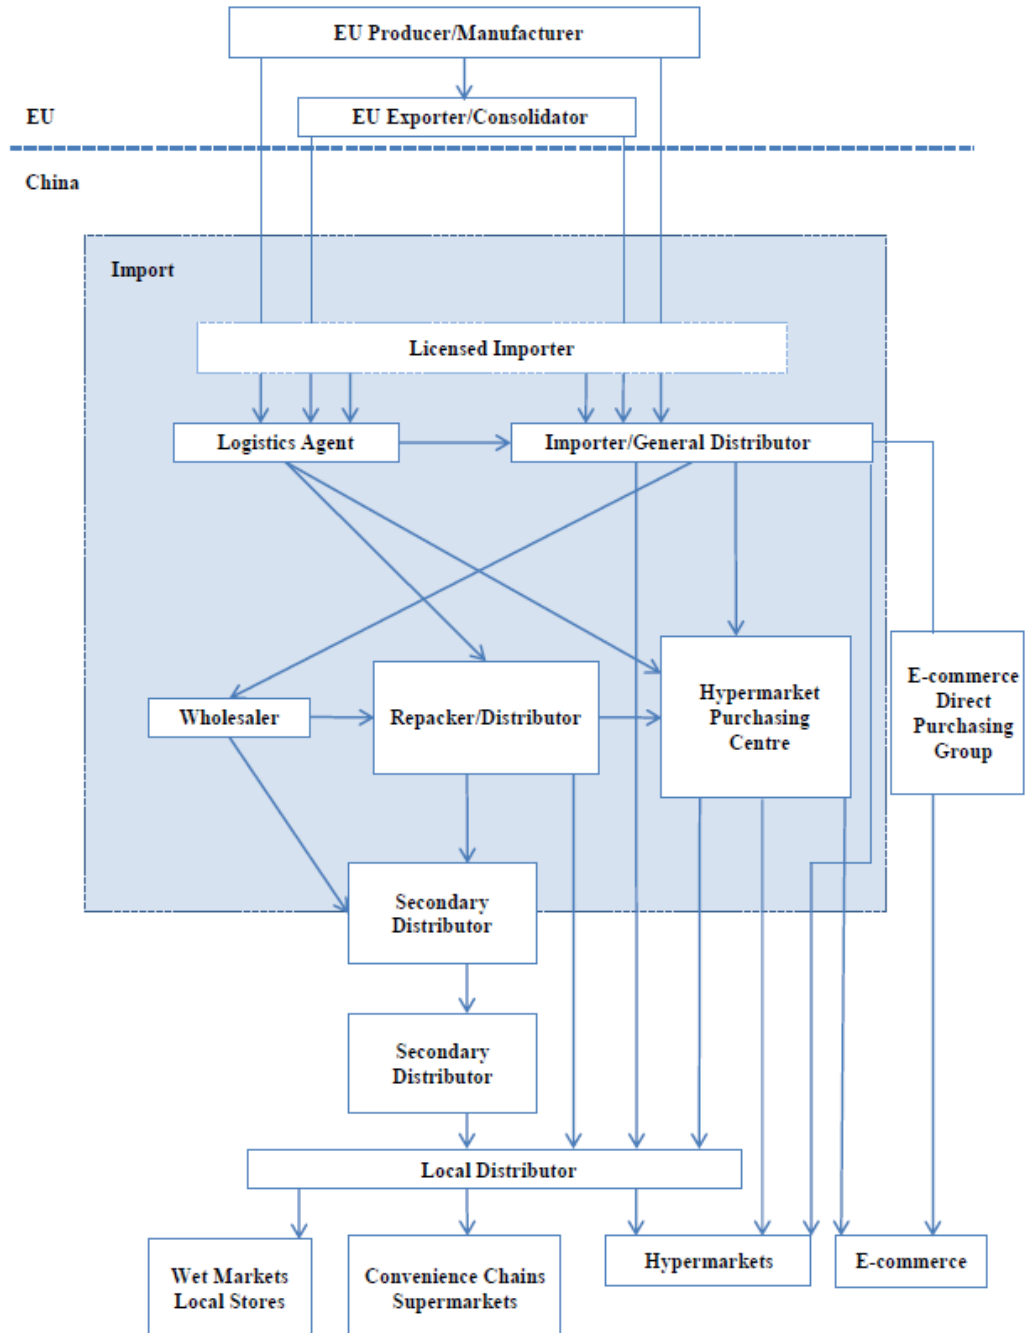 EU Producer/Manufacturer
EU Exporter/Consolidator
EU
China
Import
Licensed Importer
Logistics Agent
Importer/General Distributor
Wholesaler
Repacker/Distributor
Hypermarket
Purchasing
Centre
E-commerce
Direct
Purchasing
Group
Secondary
Distributor
Secondary
Distributor
Local Distributor
Wet Markets
Local Stores
Convenience Chains
Supermarkets
Hypermarkets
E-commerce